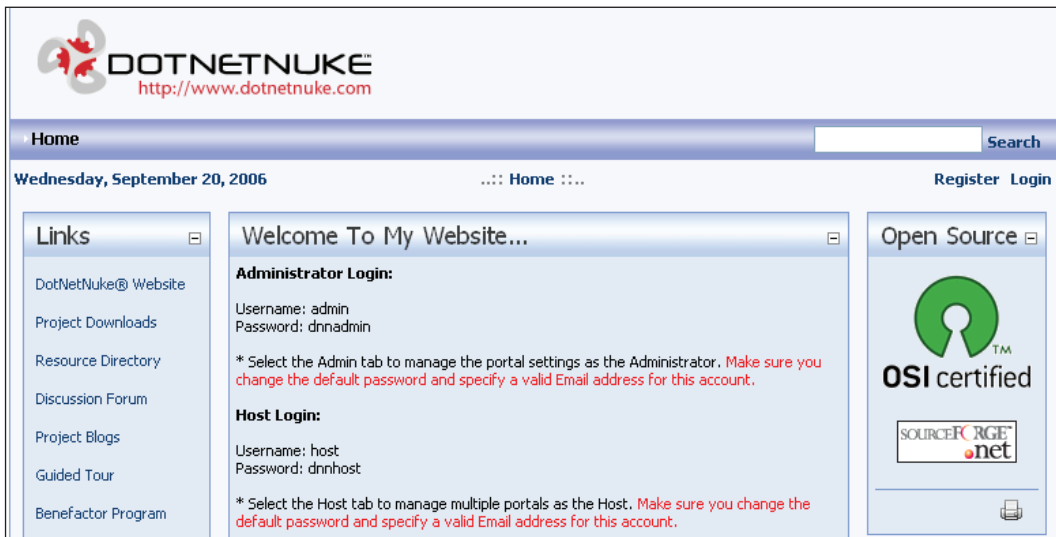 DOTNETNUKE™
http://www.dotnetnuke.com
Home
Search
Wednesday, September 20, 2006
..:: Home ::..
Register Login
Links
DotNetNuke® Website
Project Downloads
Resource Directory
Discussion Forum
Project Blogs
Guided Tour
Benefactor Program
Welcome To My Website...
Administrator Login:
Username: admin
Password: dnnadmin
* Select the Admin tab to manage the portal settings as the Administrator. Make sure you
change the default password and specify a valid Email address for this account.
Host Login:
Username: host
Password: dnnhost
* Select the Host tab to manage multiple portals as the Host. Make sure you change the
default password and specify a valid Email address for this account.
Open Source
TM
OSI certified
SOURCEFORGE™
.net